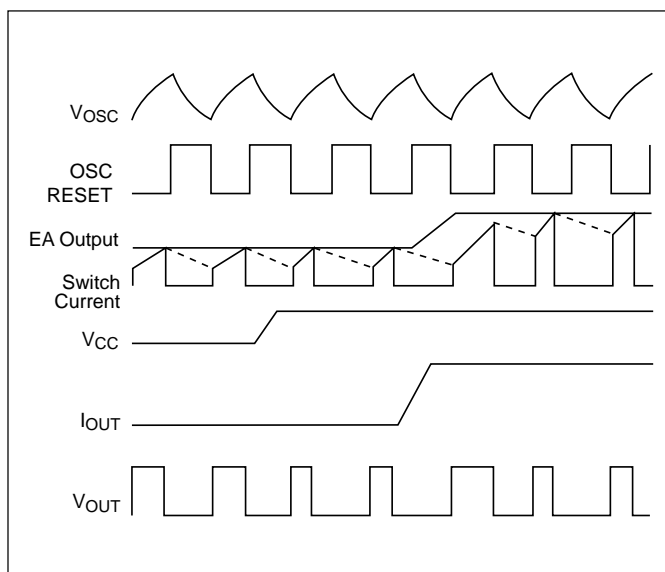 VOSC
OSC
RESET
EA Output
Switch
Current
VCC
IOUT
VOUT